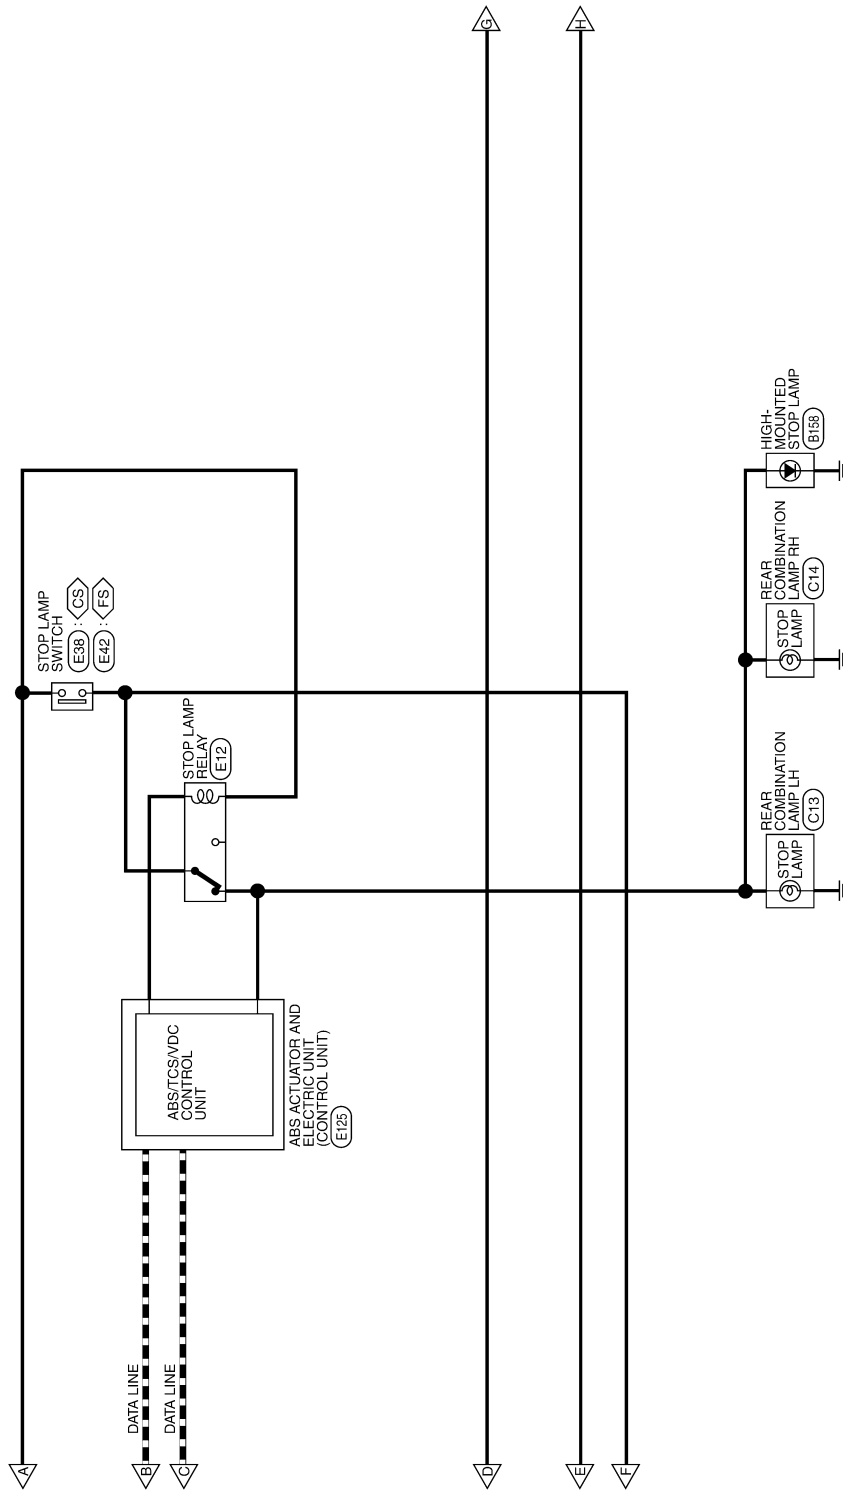 A
B
C
D
E
F
G
H
DATA LINE
DATA LINE
ABS/TCS/VDC
CONTROL
UNIT
ABS ACTUATOR AND
ELECTRIC UNIT
(CONTROL UNIT)
E125
STOP LAMP
RELAY
E12
STOP LAMP
SWITCH
E38 : CS
E42 : FS
STOP
LAMP
REAR
COMBINATION
LAMP LH
C13
STOP
LAMP
REAR
COMBINATION
LAMP RH
C14
HIGH-
MOUNTED
STOP LAMP
B158